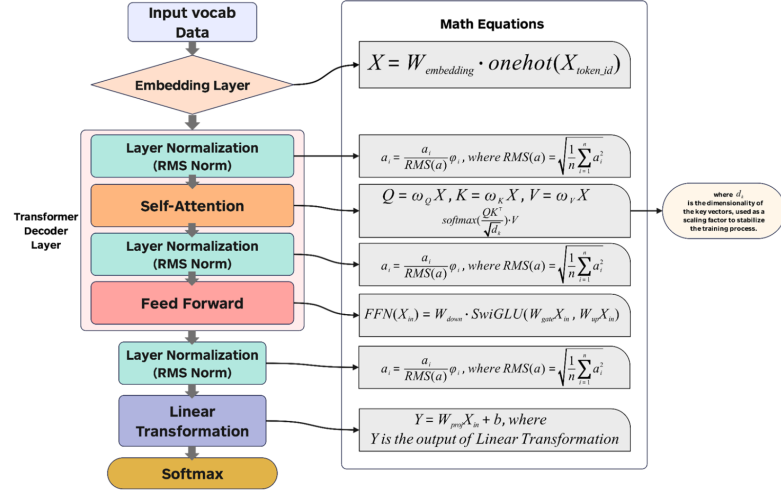 Input vocab
Data
Embedding Layer
Transformer
Decoder
Layer
Layer Normalization
(RMS Norm)
Self-Attention
Layer Normalization
(RMS Norm)
Feed Forward
Layer Normalization
(RMS Norm)
Linear
Transformation
Softmax
Math Equations
X = W_embedding · onehot(X_token_id)
a_i = a_i / RMS(a) φ_i, where RMS(a) = √(1/n ∑_{i=1}^{n} a_i^2)
Q = ω_Q X, K = ω_K X, V = ω_V X
softmax(QK^τ / √d_k) · V
a_i = a_i / RMS(a) φ_i, where RMS(a) = √(1/n ∑_{i=1}^{n} a_i^2)
FFN(X_in) = W_down · SwiGLU(W_gate X_in, W_up X_in)
a_i = a_i / RMS(a) φ_i, where RMS(a) = √(1/n ∑_{i=1}^{n} a_i^2)
Y = W_proj X_in + b, where
Y is the output of Linear Transformation
where d_k
is the dimensionality of
the key vectors, used as a
scaling factor to stabilize
the training process.